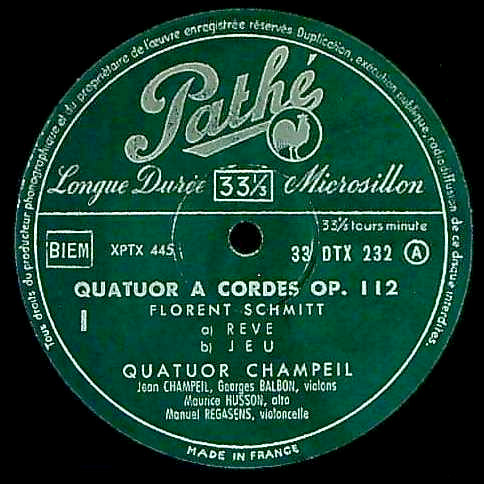 Tous droits du producteur phonographique et du propriétaire de l'œuvre enregistrée réservés. Duplication, exécution publique, radiodiffusion de ce disque interdites.
Pathé
Longue Durée 33⅓ Microsillon
33⅓ tours minute
BIEM XPTX 445 33 DTX 232 A
QUATUOR A CORDES OP. 112
I FLORENT SCHMITT
a) REVE
b) JEU
QUATUOR CHAMPEIL
Jean CHAMPEIL, Georges BALBON, violons
Maurice HUSSON, alto
Manuel REGASENS, violoncelle
MADE IN FRANCE